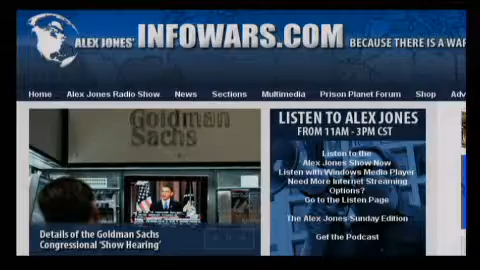 ALEX JONES' INFOWARS.COM BECAUSE THERE IS A WAR
Home Alex Jones Radio Show News Sections Multimedia Prison Planet Forum Shop Adv
Goldman
Sachs
Details of the Goldman Sachs
Congressional 'Show Hearing'
LISTEN TO ALEX JONES
FROM 11AM - 3PM CST
Listen to the
Alex Jones Show Now
Listen with Windows Media Player
Need More Internet Streaming
Options?
Go to the Listen Page
The Alex Jones Sunday Edition
Get the Podcast